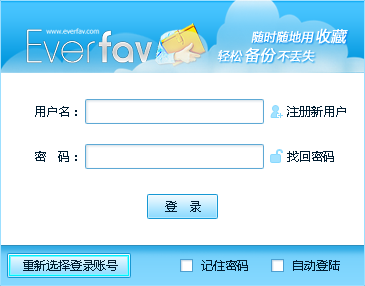 www.everfav.com
Everfav
随时随地用收藏
轻松备份不丢失
用户名：
注册新用户
密 码：
找回密码
登 录
重新选择登录账号
记住密码
自动登陆